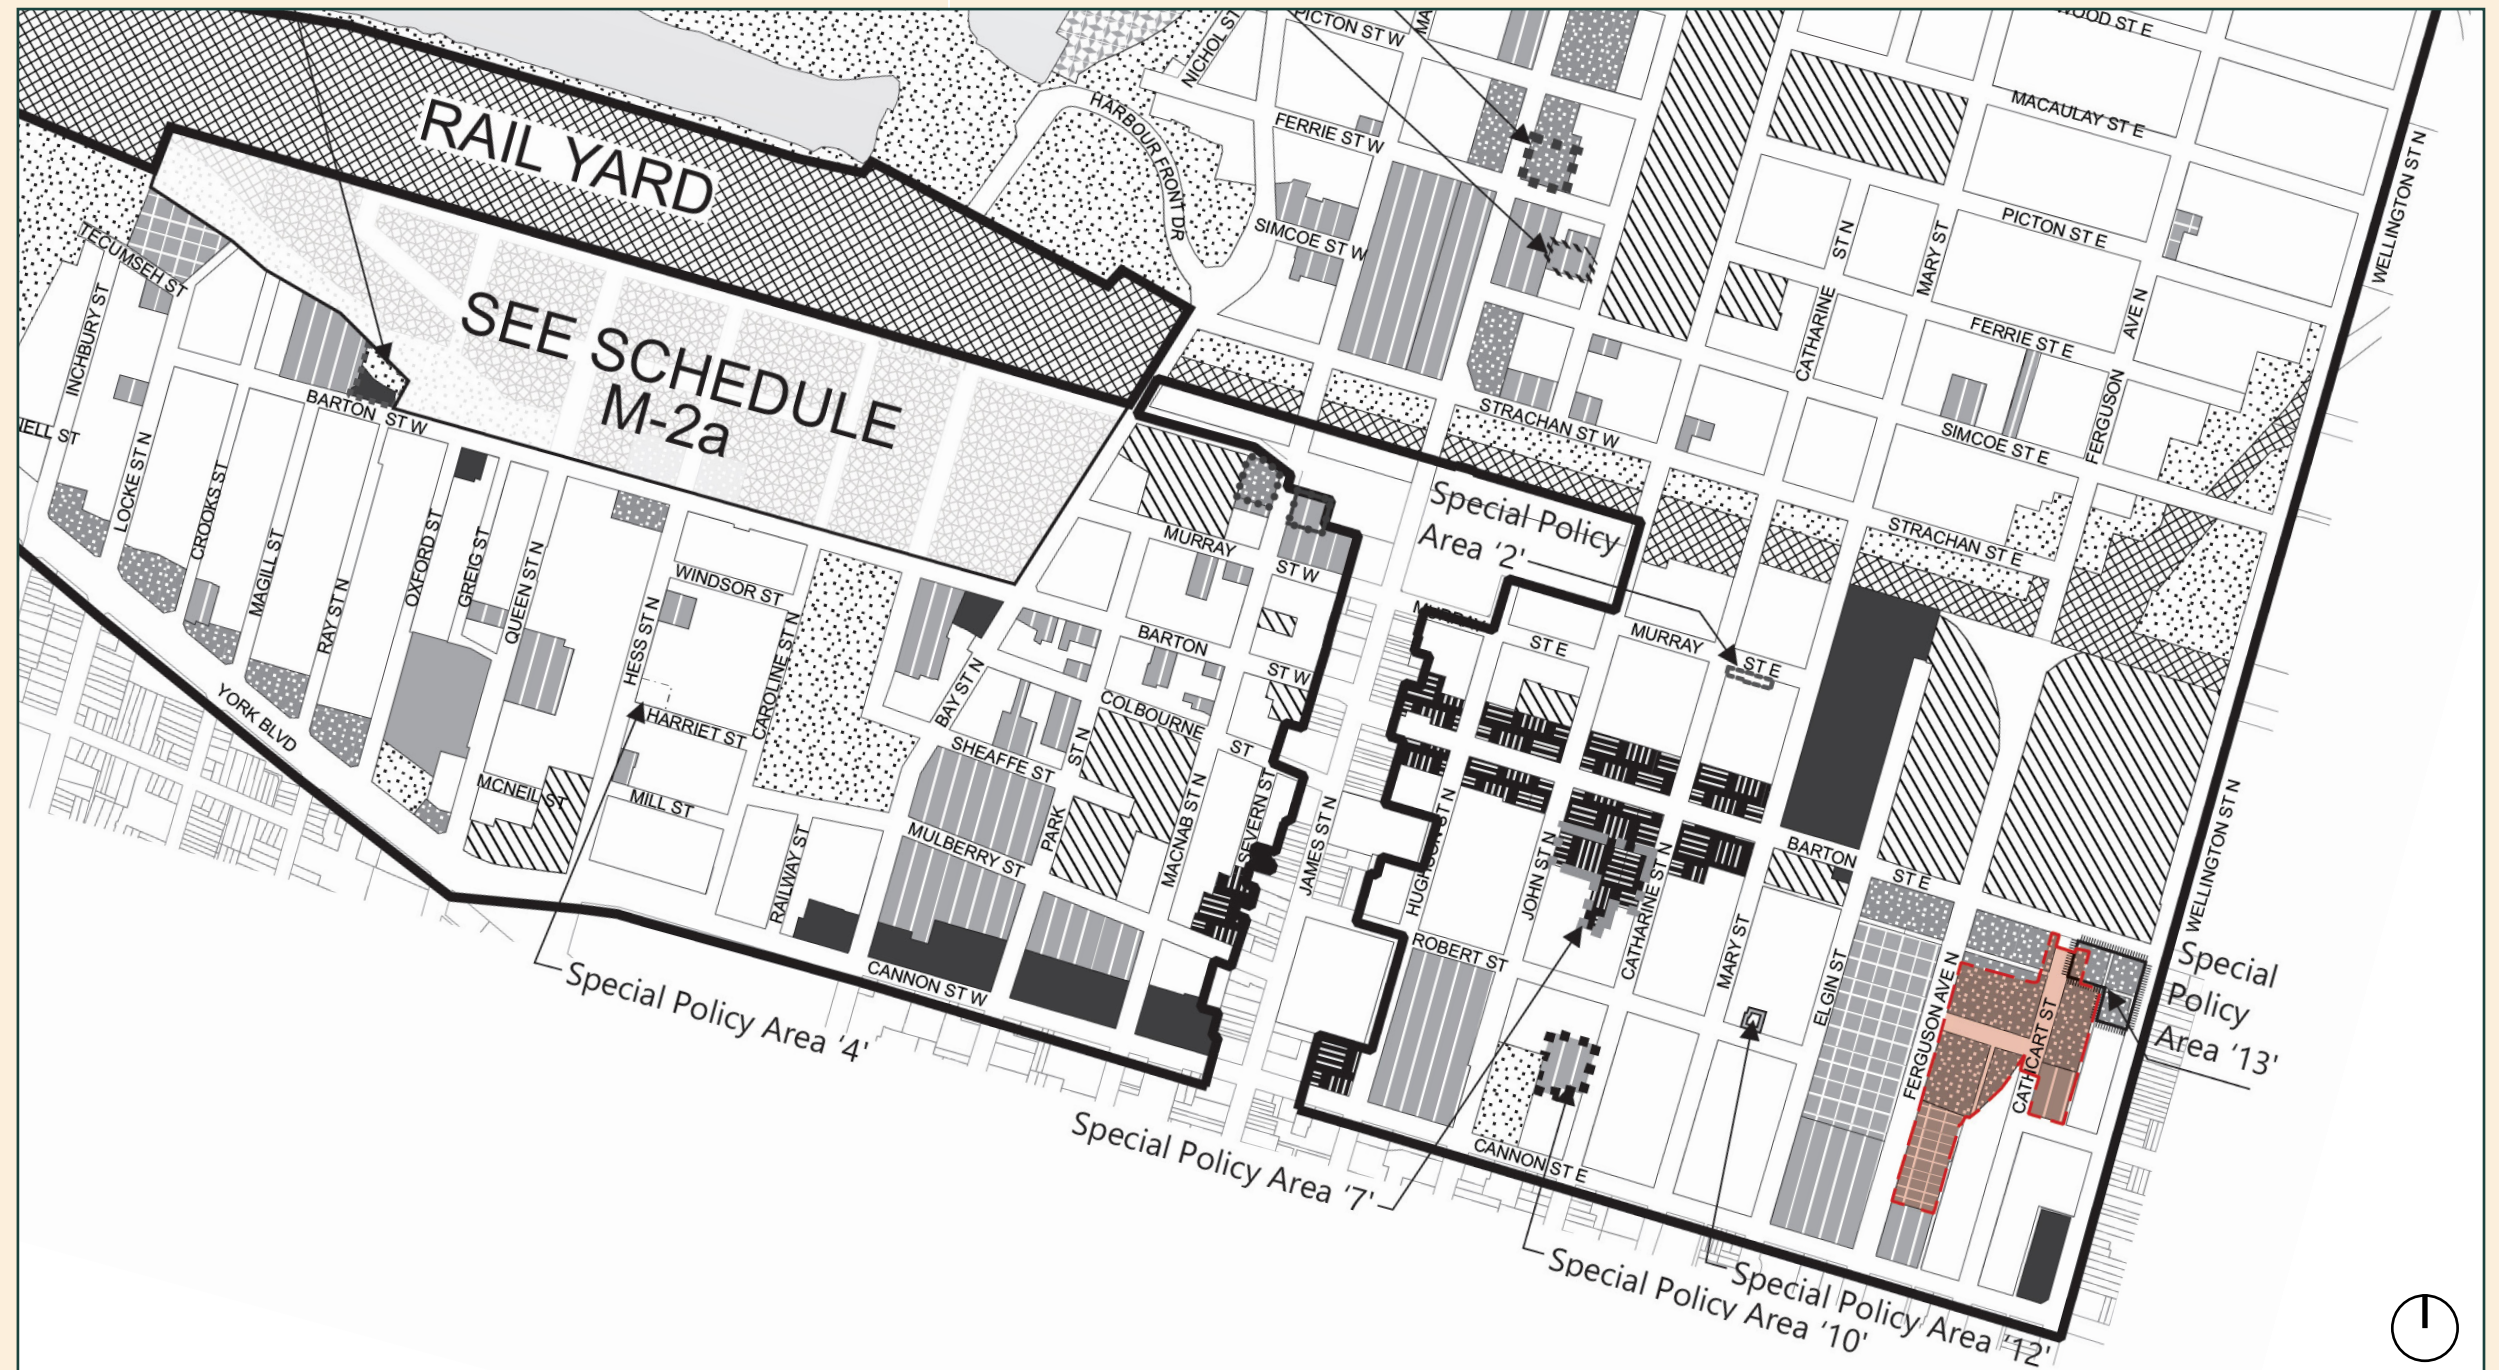 PICTON ST W
NICHOL ST
MACAULAY ST E
HARBOUR FRONT DR
FERRIE ST W
RAIL YARD
WELLINGTON ST N
SIMCOE ST W
PICTON ST E
ST N
MARY ST
TECUMSEH ST
INCHBURY ST
SEE SCHEDULE
M-2a
CATHARINE
FERRIE ST E
AVE N
BARTON ST W
STRACHAN ST W
SIMCOE ST E
FERGUSON
LOCKE ST N
CROOKS ST
MAGILL ST
RAY ST N
OXFORD ST
GREIG ST
QUEEN ST N
Special Policy
Area '2'
MURRAY
ST W
STRACHAN ST E
WINDSOR ST
HESS ST N
CAROLINE ST N
BARTON
ST W
MURRAY
ST E
MURRAY
ST E
YORK BLVD
HARRIET ST
BAY ST N
COLBOURNE
ST
SHEAFFE ST
ST N
PARK
MCNEIL ST
MILL ST
MULBERRY ST
RAILWAY ST
MACNAB ST N
SEVERN ST
JAMES ST N
HUGHSON ST N
JOHN ST N
CATHARINE ST N
MARY ST
BARTON
ST E
WELLINGTON ST N
ELGIN ST
FERGUSON AVE N
CATHCART ST
ROBERT ST
CANNON ST W
CANNON ST E
Special
Policy
Area '13'
Special Policy Area '4'
Special Policy Area '7'
Special Policy Area '10'
Special Policy Area '12'